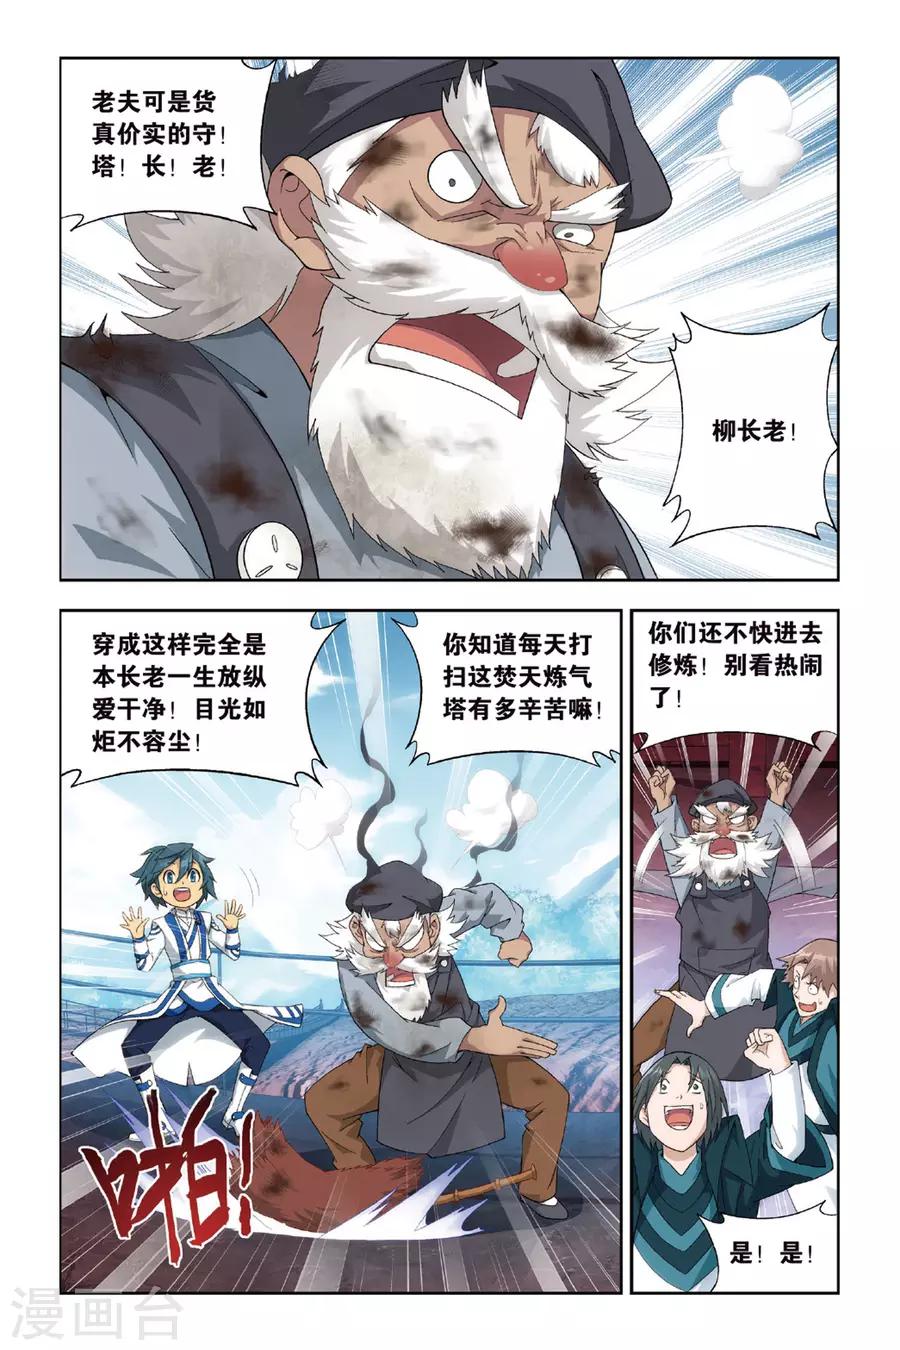 老夫可是货
真价实的守！
塔！长！老！
柳长老！
穿成这样完全是
本长老一生放纵
爱干净！目光如
炬不容尘！
你知道每天打
扫这焚天炼气
塔有多辛苦嘛！
啪！
你们还不快进去
修炼！别看热闹
了！
是！是！
漫画台